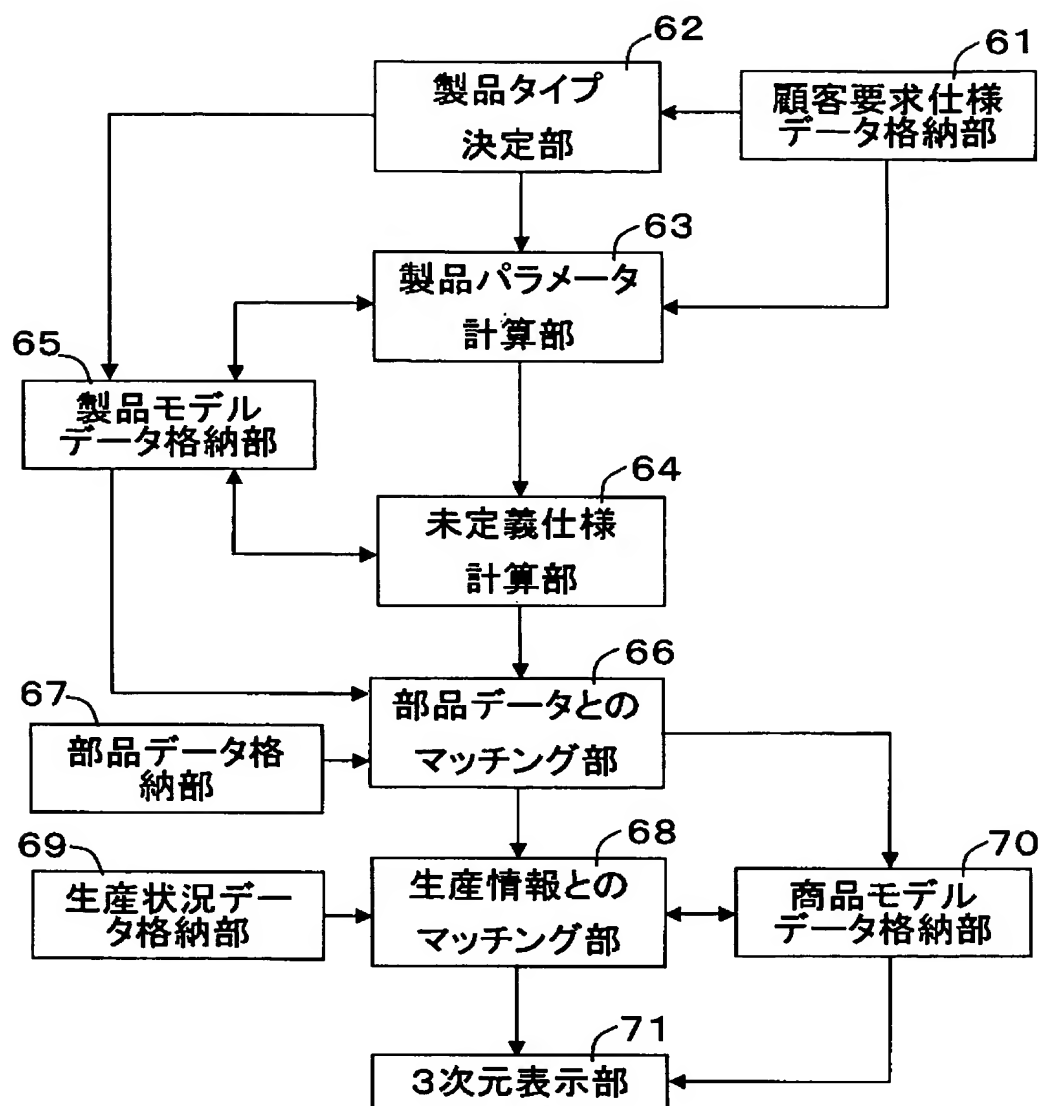 62
製品タイプ
決定部
61
顧客要求仕様
データ格納部
63
製品パラメータ
計算部
65
製品モデル
データ格納部
64
未定義仕様
計算部
66
部品データとの
マッチング部
67
部品データ格
納部
68
生産情報との
マッチング部
69
生産状況デー
タ格納部
70
商品モデル
データ格納部
71
3次元表示部